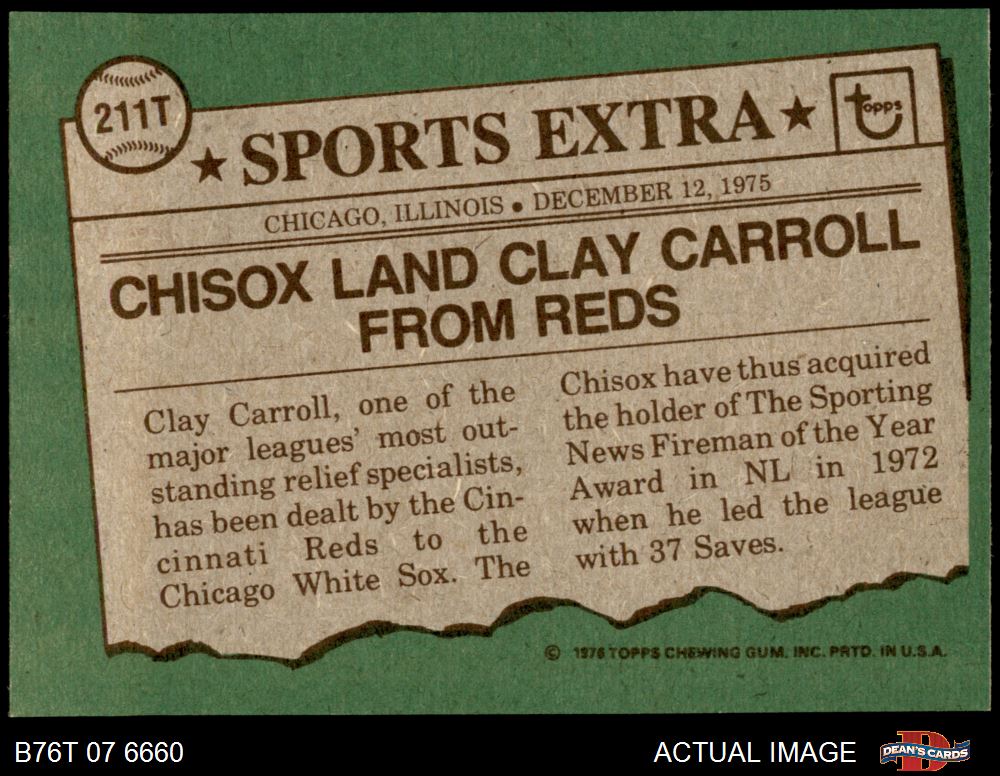 211T
★ SPORTS EXTRA ★
topps
CHICAGO, ILLINOIS • DECEMBER 12, 1975
CHISOX LAND CLAY CARROLL
FROM REDS
Clay Carroll, one of the
major leagues' most out-
standing relief specialists,
has been dealt by the Cin-
cinnati Reds to the
Chicago White Sox. The
Chisox have thus acquired
the holder of The Sporting
News Fireman of the Year
Award in NL in 1972
when he led the league
with 37 Saves.
© 1976 TOPPS CHEWING GUM, INC. PRTD. IN U.S.A.
B76T 07 6660
ACTUAL IMAGE
D
DEAN'S CARDS